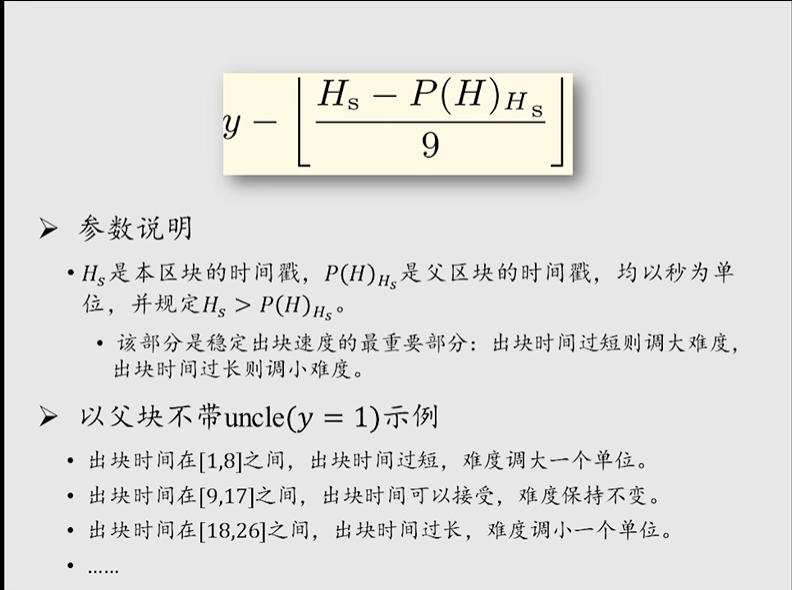 y − ⌊(H_s − P(H)_{H_s}) / 9⌋
➢ 参数说明
• H_s是本区块的时间戳，P(H)_{H_s}是父区块的时间戳，均以秒为单
位，并规定H_s > P(H)_{H_s}。
• 该部分是稳定出块速度的最重要部分：出块时间过短则调大难度，
出块时间过长则调小难度。
➢ 以父块不带uncle(y = 1)示例
• 出块时间在[1,8]之间，出块时间过短，难度调大一个单位。
• 出块时间在[9,17]之间，出块时间可以接受，难度保持不变。
• 出块时间在[18,26]之间，出块时间过长，难度调小一个单位。
• ……